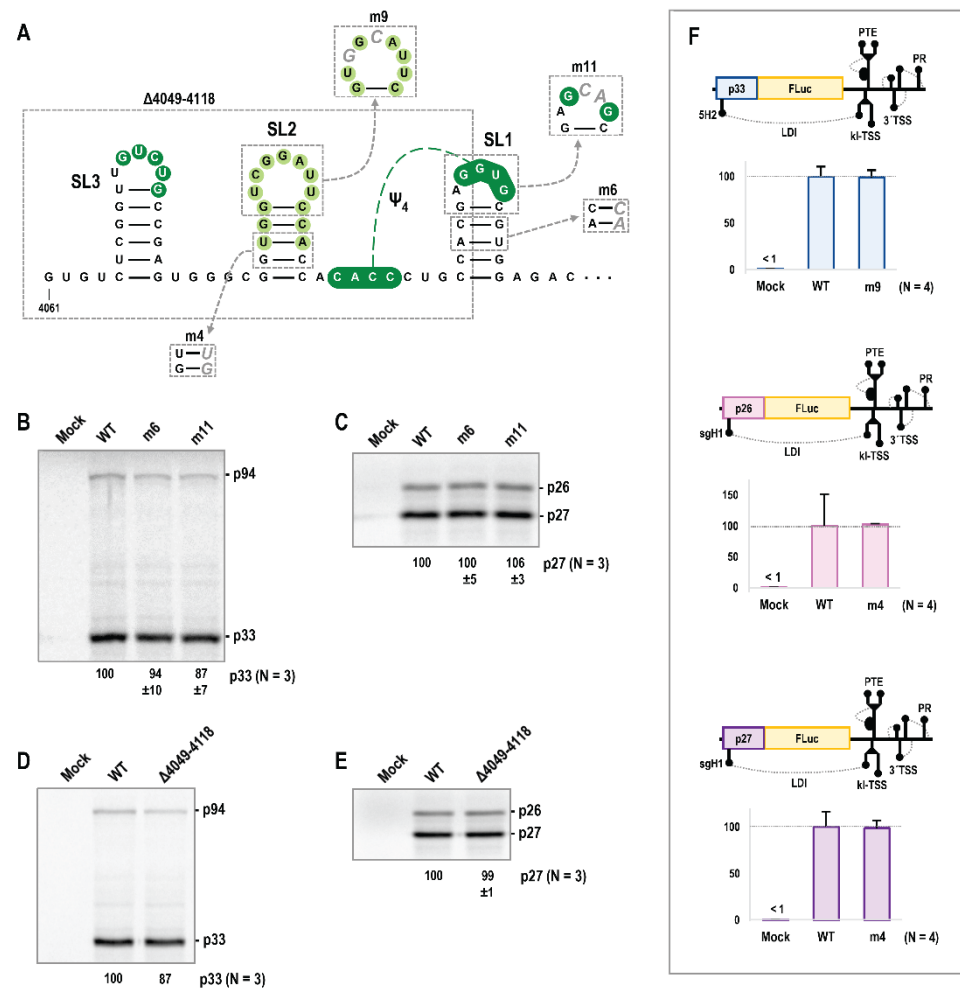 A
m9
G C
G A
U U
G U
G — C
m11
G C A
A G
G — C
Δ4049-4118
SL3
SL2
SL1
Ψ4
m6
C — C
A — A
G U C U G
U U
G — C
G — C
C — G
U — A
C G G A U U
U C
G — C
G — C
U — A
G — C
G G U G
A C
G — C
C — G
A — U
C — G
G U G U C G U G G G C G C A C A C C C U G C G A G A C ...
4061
m4
U — U
G — G
B
Mock WT m6 m11
p94
p33
100 94 87 p33 (N = 3)
±10 ±7
C
Mock WT m6 m11
p26
p27
100 100 106 p27 (N = 3)
±5 ±3
D
Mock WT Δ4049-4118
p94
p33
100 87 p33 (N = 3)
E
Mock WT Δ4049-4118
p26
p27
100 99 p27 (N = 3)
±1
F
PTE
PR
p33 FLuc
5H2
LDI
3´TSS
kl-TSS
100
50
0
< 1
Mock WT m9 (N = 4)
PTE
PR
p26 FLuc
sgH1
LDI
3´TSS
kl-TSS
150
100
50
0
< 1
Mock WT m4 (N = 4)
PTE
PR
p27 FLuc
sgH1
LDI
3´TSS
kl-TSS
100
50
0
< 1
Mock WT m4 (N = 4)